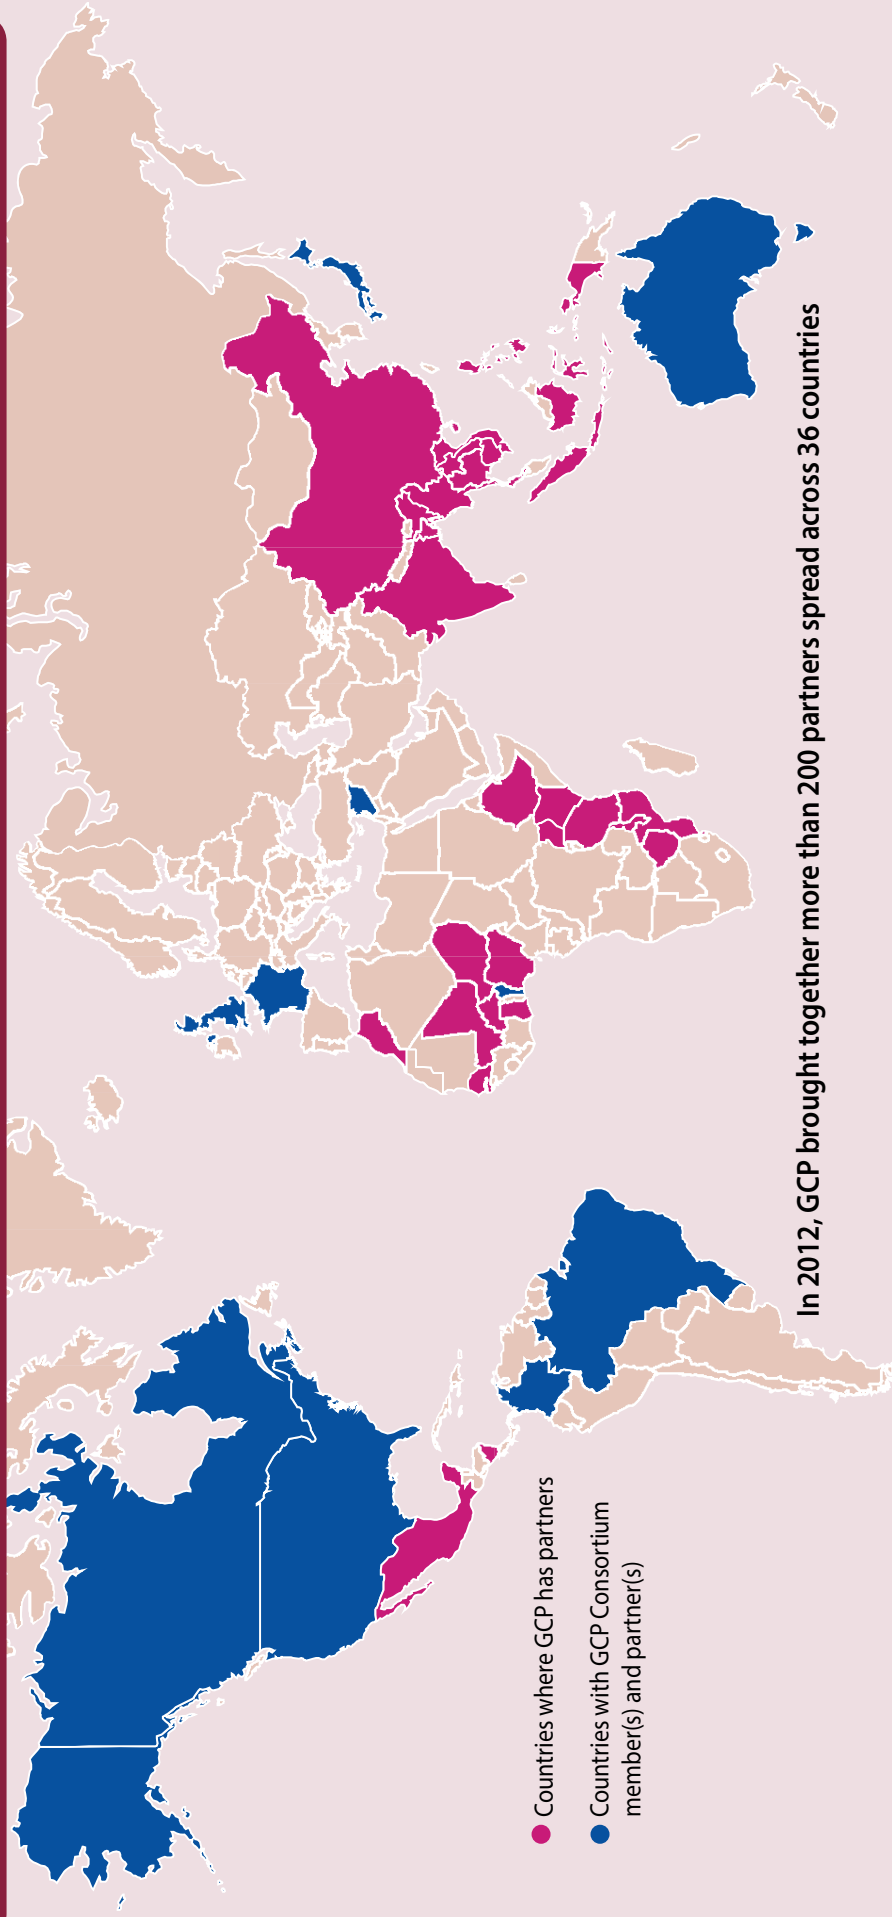 Countries where GCP has partners
Countries with GCP Consortium
member(s) and partner(s)
In 2012, GCP brought together more than 200 partners spread across 36 countries